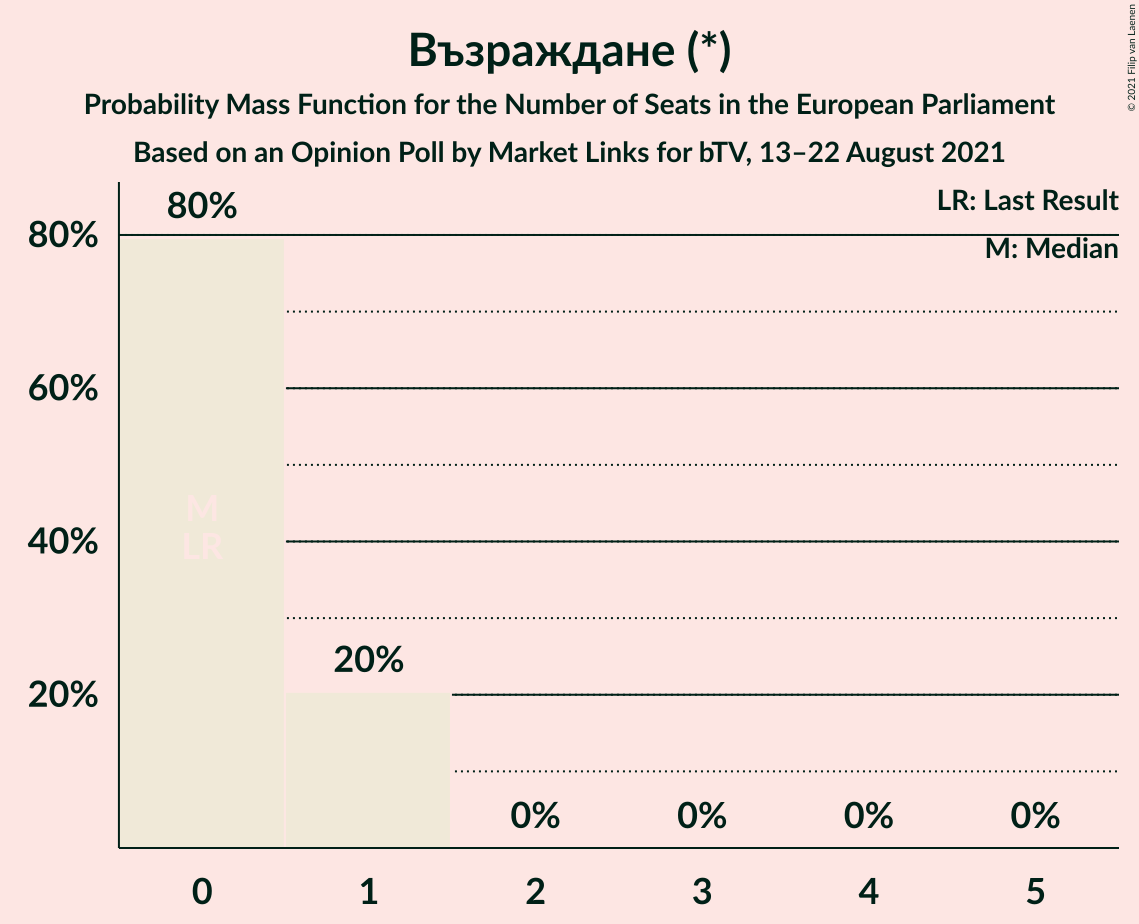 Възраждане (*)
Probability Mass Function for the Number of Seats in the European Parliament
Based on an Opinion Poll by Market Links for bTV, 13–22 August 2021
© 2021 Filip van Laenen
LR: Last Result
M: Median
80%
60%
40%
20%
80%
M
LR
20%
0%
0%
0%
0%
0
1
2
3
4
5